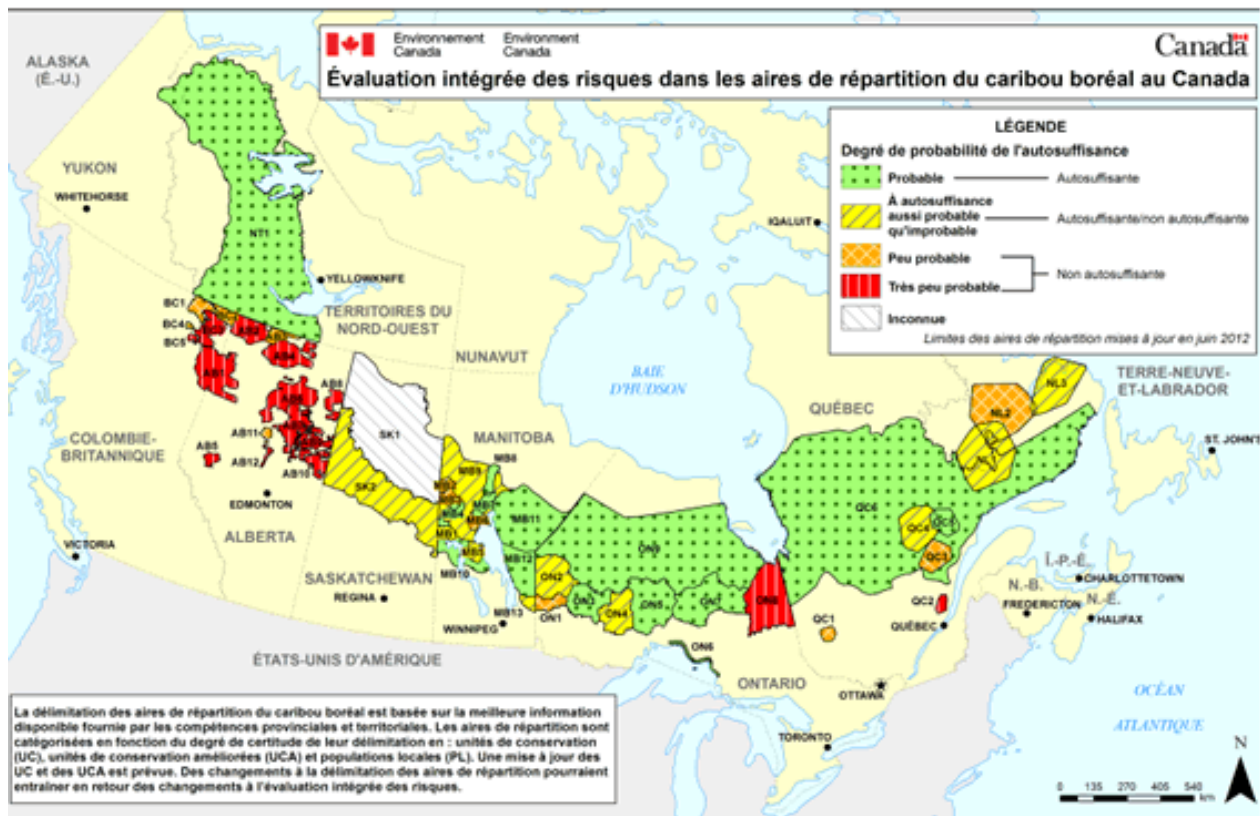 Environnement Canada
Environment Canada
Canada
Évaluation intégrée des risques dans les aires de répartition du caribou boréal au Canada
LÉGENDE
Degré de probabilité de l'autosuffisance
Probable
Autosuffisante
À autosuffisance
aussi probable
qu'improbable
Autosuffisante/non autosuffisante
Peu probable
Non autosuffisante
Très peu probable
Inconnue
Limites des aires de répartition mises à jour en juin 2012
ALASKA
(É.-U.)
YUKON
WHITEHORSE
IQALUIT
NT1
YELLOWKNIFE
BC1
BC4
BC5
TERRITOIRES DU
NORD-OUEST
NUNAVUT
BAIE
D'HUDSON
QUÉBEC
TERRE-NEUVE-
ET-LABRADOR
NL3
NL2
AB1
AB8
AB11
AB5
AB12
AB10
SK1
SK2
COLOMBIE-
BRITANNIQUE
MANITOBA
MB8
MB9
MB11
MB4
MB1
MB5
MB6
MB12
MB10
MB13
ST. JOHN'
EDMONTON
ALBERTA
VICTORIA
SASKATCHEWAN
REGINA
WINNIPEG
ON9
ON2
ON1
ON3
ON4
ON5
ON7
ON6
QC6
QC4
QC3
QC2
QC1
QUÉBEC
Î.-P.-É.
CHARLOTTETOWN
N.-B.
N.-É.
FREDERICTON
HALIFAX
ÉTATS-UNIS D'AMÉRIQUE
ONTARIO
OTTAWA
TORONTO
OCÉAN
ATLANTIQUE
La délimitation des aires de répartition du caribou boréal est basée sur la meilleure information
disponible fournie par les compétences provinciales et territoriales. Les aires de répartition sont
catégorisées en fonction du degré de certitude de leur délimitation en : unités de conservation
(UC), unités de conservation améliorées (UCA) et populations locales (PL). Une mise à jour des
UC et des UCA est prévue. Des changements à la délimitation des aires de répartition pourraient
entraîner en retour des changements à l'évaluation intégrée des risques.
N
0 135 270 405 540
km